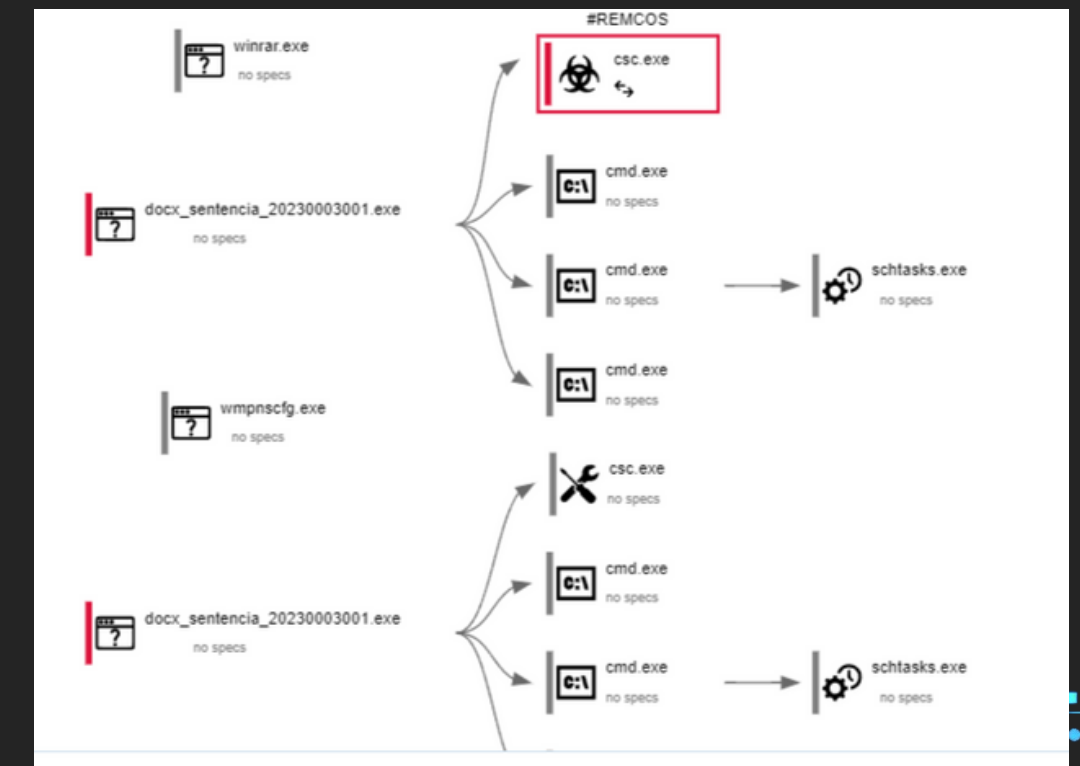 #REMCOS
winrar.exe
no specs
csc.exe
cmd.exe
no specs
docx_sentencia_20230003001.exe
no specs
cmd.exe
no specs
schtasks.exe
no specs
cmd.exe
no specs
wmpnscfg.exe
no specs
csc.exe
no specs
cmd.exe
no specs
docx_sentencia_20230003001.exe
no specs
cmd.exe
no specs
schtasks.exe
no specs